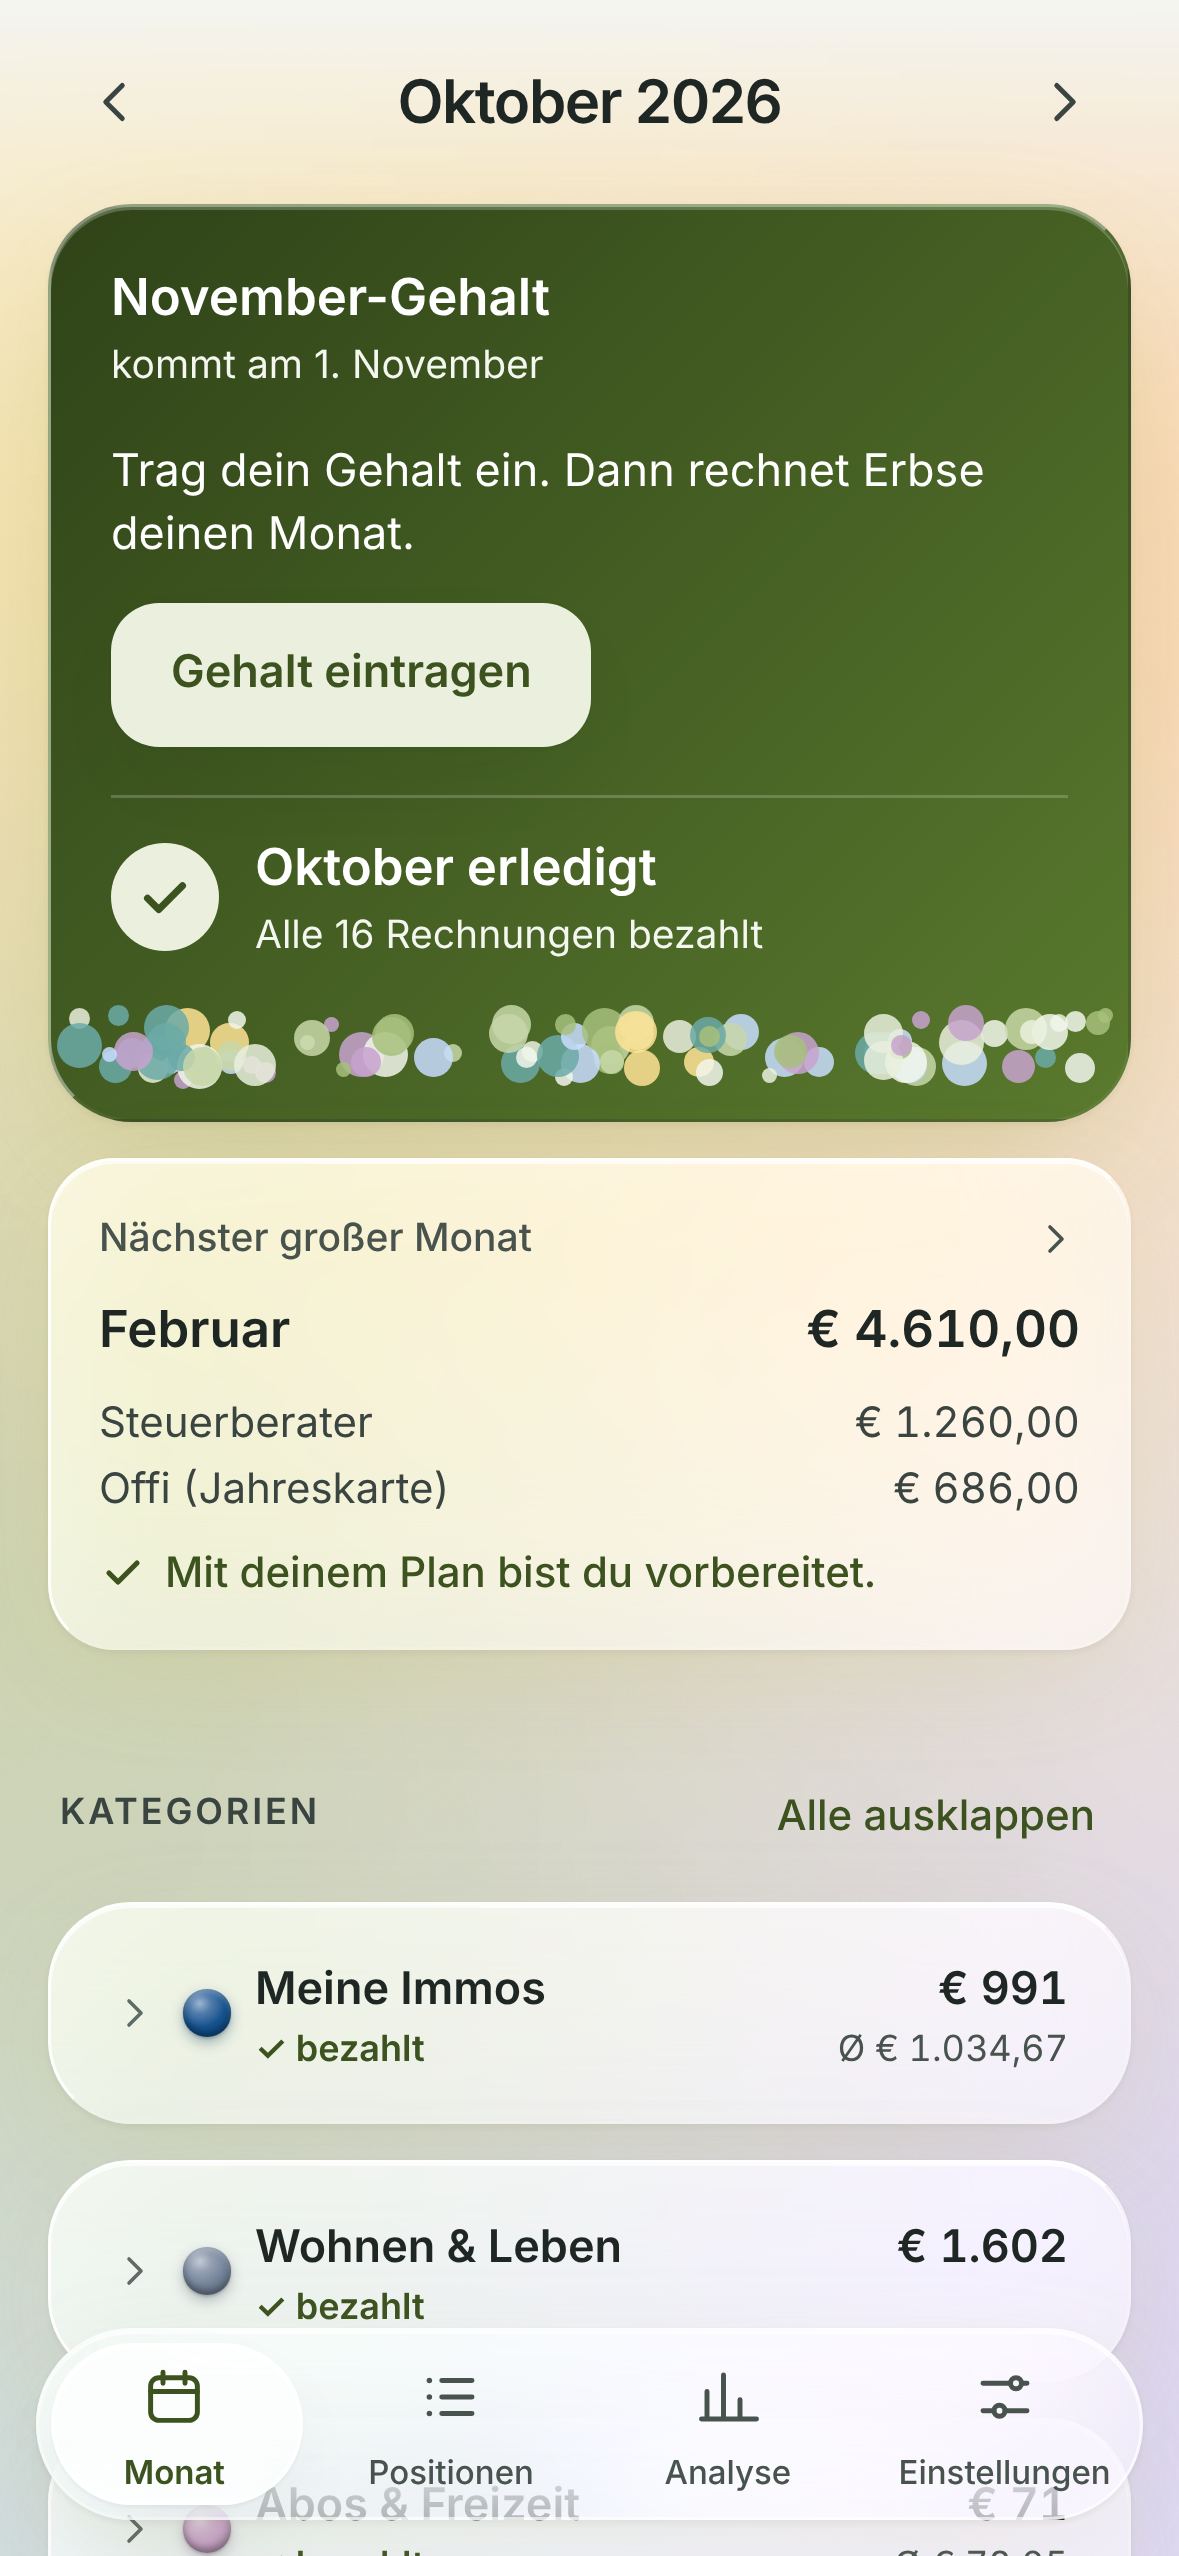 Oktober 2026
November-Gehalt
kommt am 1. November
Trag dein Gehalt ein. Dann rechnet Erbse
deinen Monat.
Gehalt eintragen
Oktober erledigt
Alle 16 Rechnungen bezahlt
Nächster großer Monat
Februar € 4.610,00
Steuerberater € 1.260,00
Offi (Jahreskarte) € 686,00
Mit deinem Plan bist du vorbereitet.
KATEGORIEN Alle ausklappen
Meine Immos € 991
bezahlt Ø € 1.034,67
Wohnen & Leben € 1.602
bezahlt
Monat Positionen Analyse Einstellungen
Abos & Freizeit € 71